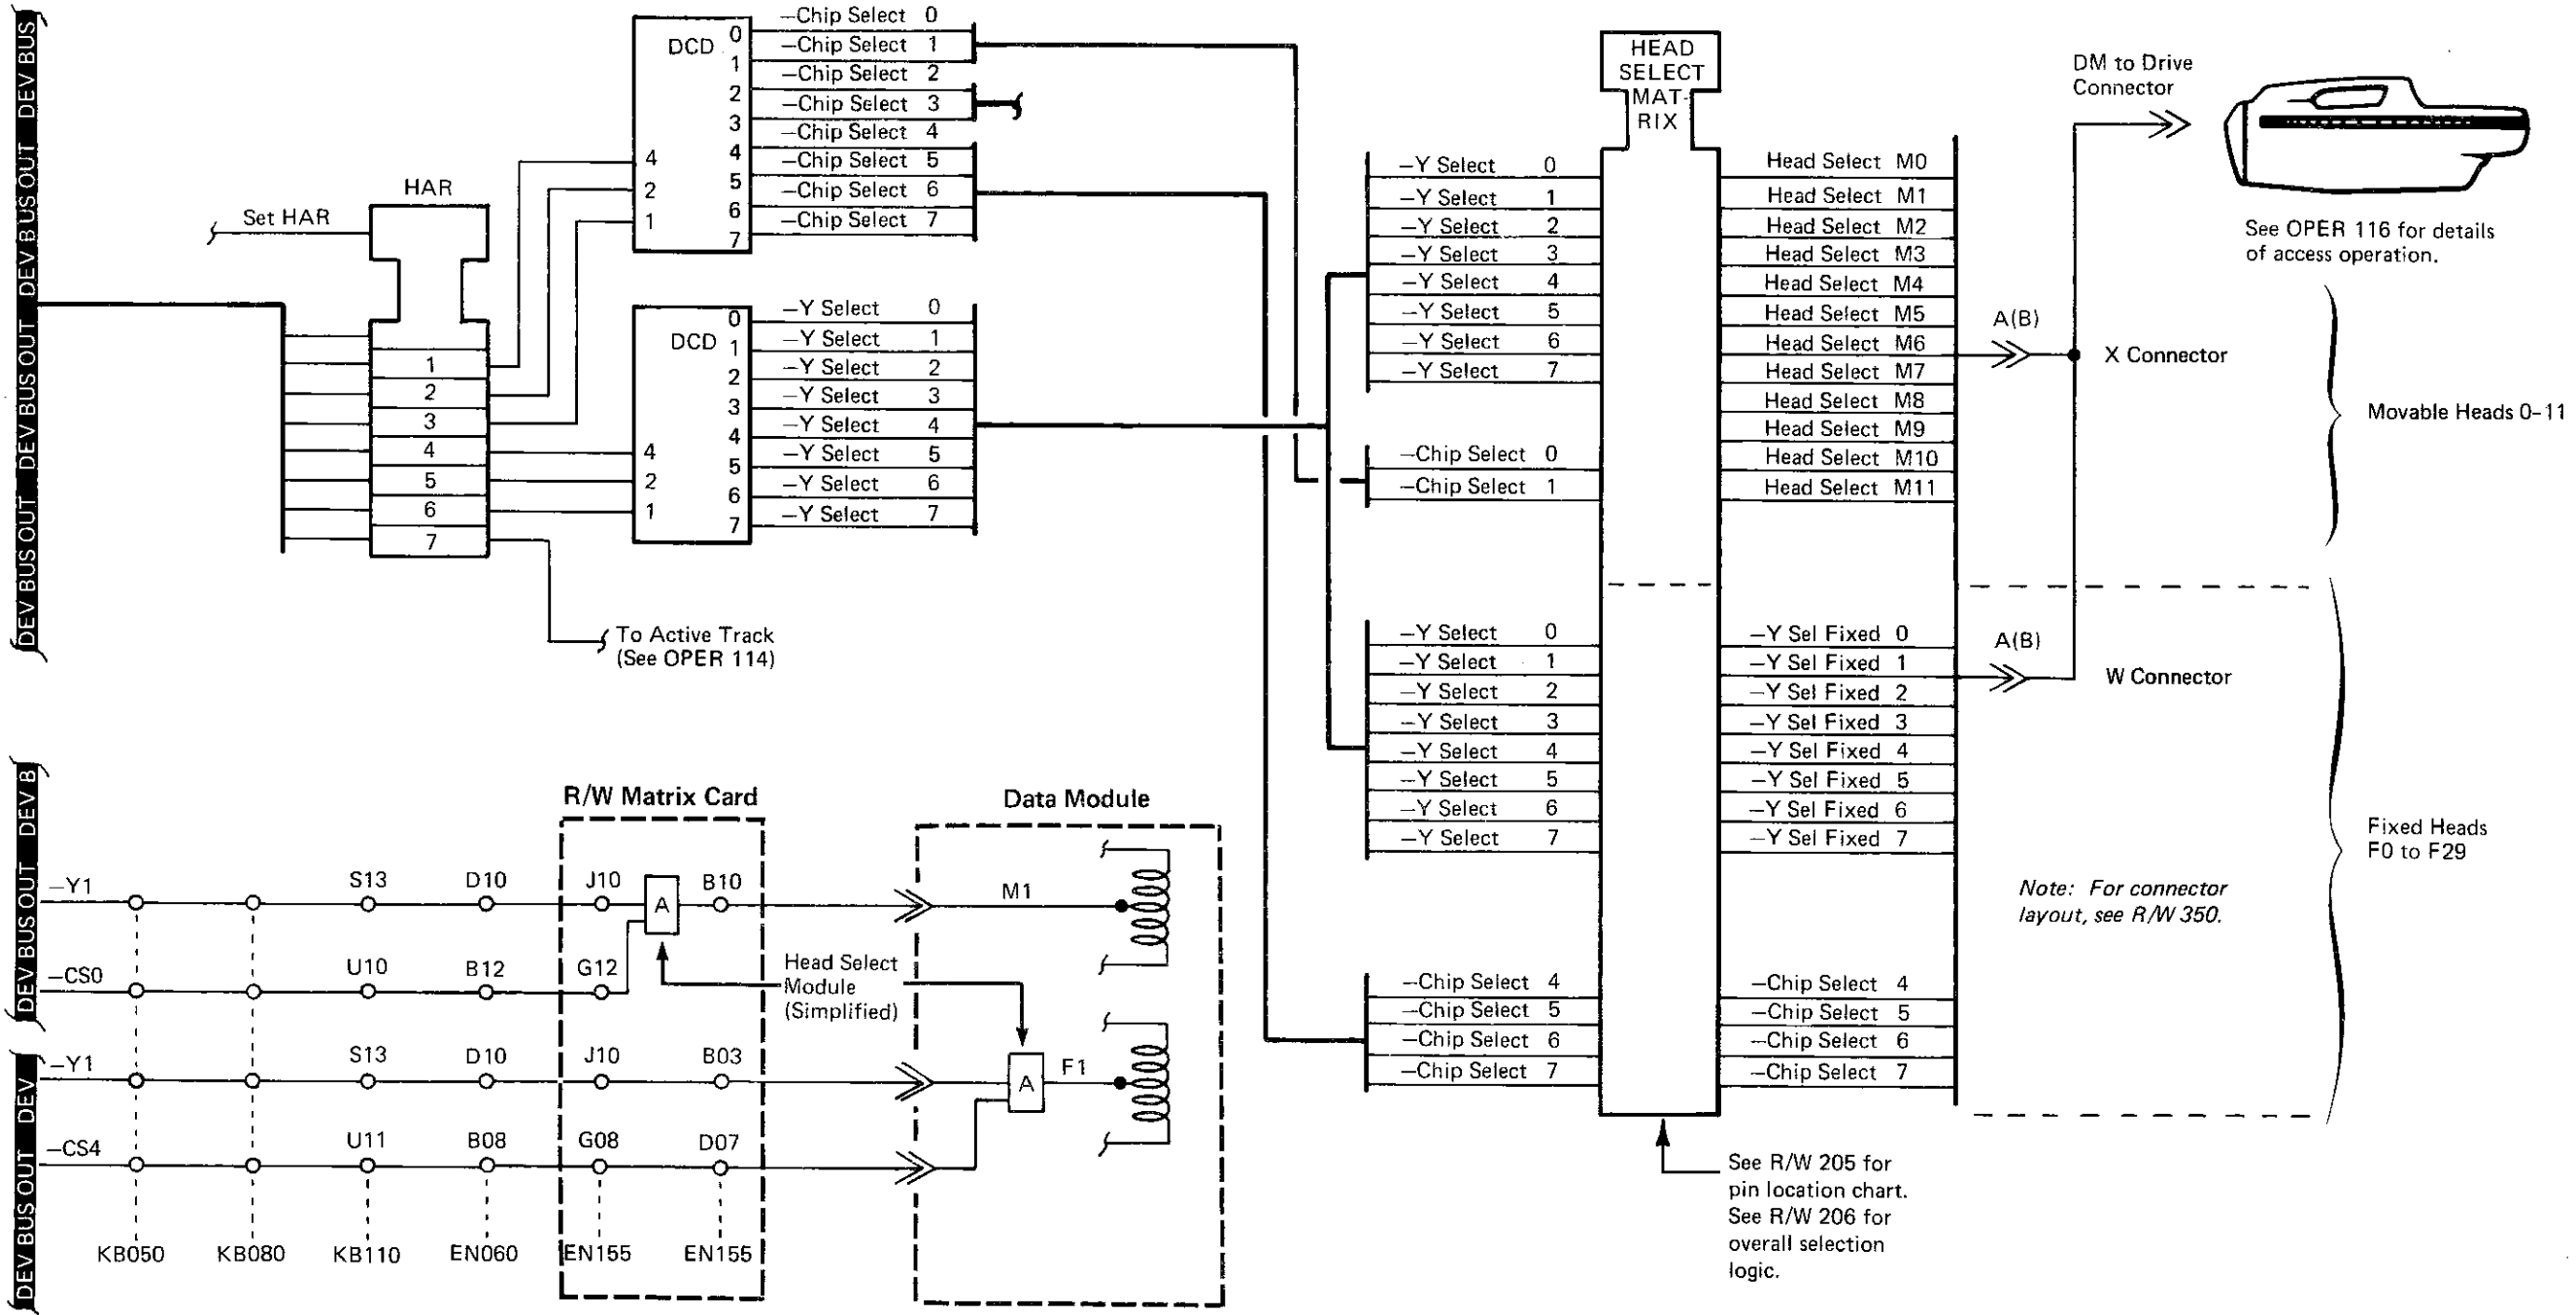 DEV BUS OUT DEV BUS OUT DEV BUS OUT DEV BUS OUT DEV BUS
Set HAR
HAR
1
2
3
4
5
6
7
To Active Track
(See OPER 114)
DCD
4
2
1
0
1
2
3
4
5
6
7
—Chip Select 0
—Chip Select 1
—Chip Select 2
—Chip Select 3
—Chip Select 4
—Chip Select 5
—Chip Select 6
—Chip Select 7
DCD
4
2
1
0
1
2
3
4
5
6
7
—Y Select 0
—Y Select 1
—Y Select 2
—Y Select 3
—Y Select 4
—Y Select 5
—Y Select 6
—Y Select 7
HEAD
SELECT
MAT-
RIX
—Y Select 0
—Y Select 1
—Y Select 2
—Y Select 3
—Y Select 4
—Y Select 5
—Y Select 6
—Y Select 7
—Chip Select 0
—Chip Select 1
Head Select M0
Head Select M1
Head Select M2
Head Select M3
Head Select M4
Head Select M5
Head Select M6
Head Select M7
Head Select M8
Head Select M9
Head Select M10
Head Select M11
DM to Drive
Connector
See OPER 116 for details
of access operation.
A(B)
X Connector
Movable Heads 0-11
—Y Select 0
—Y Select 1
—Y Select 2
—Y Select 3
—Y Select 4
—Y Select 5
—Y Select 6
—Y Select 7
—Y Sel Fixed 0
—Y Sel Fixed 1
—Y Sel Fixed 2
—Y Sel Fixed 3
—Y Sel Fixed 4
—Y Sel Fixed 5
—Y Sel Fixed 6
—Y Sel Fixed 7
A(B)
W Connector
Fixed Heads
F0 to F29
Note: For connector
layout, see R/W 350.
—Chip Select 4
—Chip Select 5
—Chip Select 6
—Chip Select 7
—Chip Select 4
—Chip Select 5
—Chip Select 6
—Chip Select 7
See R/W 205 for
pin location chart.
See R/W 206 for
overall selection
logic.
DEV BUS OUT DEV B
DEV BUS OUT DEV
R/W Matrix Card
Data Module
—Y1 S13 D10 J10 A B10 M1
—CS0 U10 B12 G12
Head Select
Module
(Simplified)
—Y1 S13 D10 J10 B03 A F1
—CS4 U11 B08 G08 D07
KB050 KB080 KB110 EN060 EN155 EN155